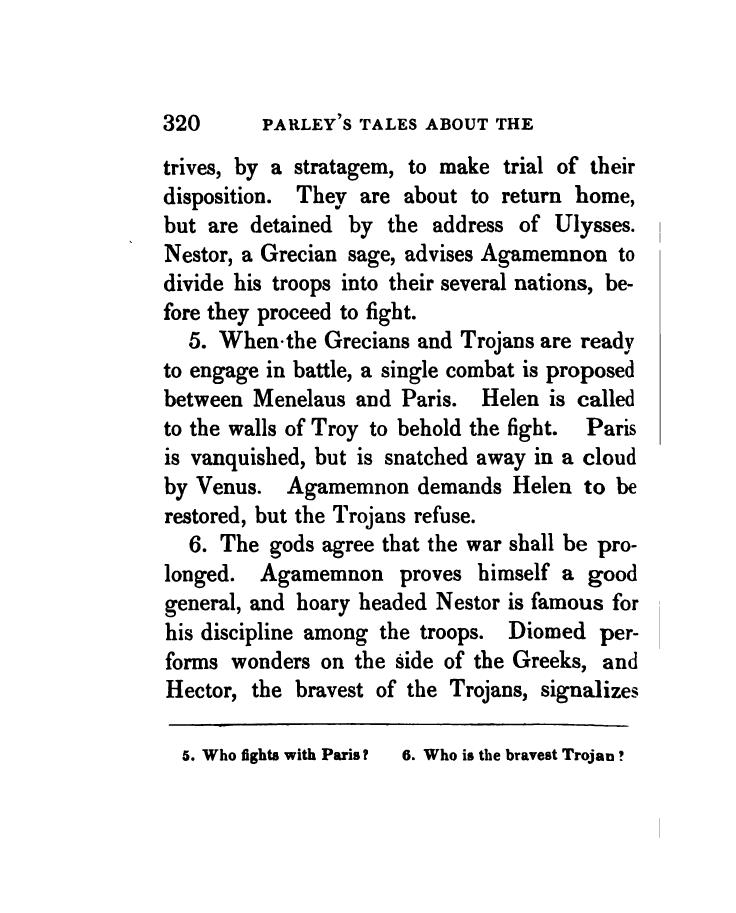 320 PARLEY'S TALES ABOUT THE
trives, by a stratagem, to make trial of their
disposition. They are about to return home,
but are detained by the address of Ulysses.
Nestor, a Grecian sage, advises Agamemnon to
divide his troops into their several nations, be-
fore they proceed to fight.
5. When·the Grecians and Trojans are ready
to engage in battle, a single combat is proposed
between Menelaus and Paris. Helen is called
to the walls of Troy to behold the fight. Paris
is vanquished, but is snatched away in a cloud
by Venus. Agamemnon demands Helen to be
restored, but the Trojans refuse.
6. The gods agree that the war shall be pro-
longed. Agamemnon proves himself a good
general, and hoary headed Nestor is famous for
his discipline among the troops. Diomed per-
forms wonders on the side of the Greeks, and
Hector, the bravest of the Trojans, signalizes
5. Who fights with Paris? 6. Who is the bravest Trojan?